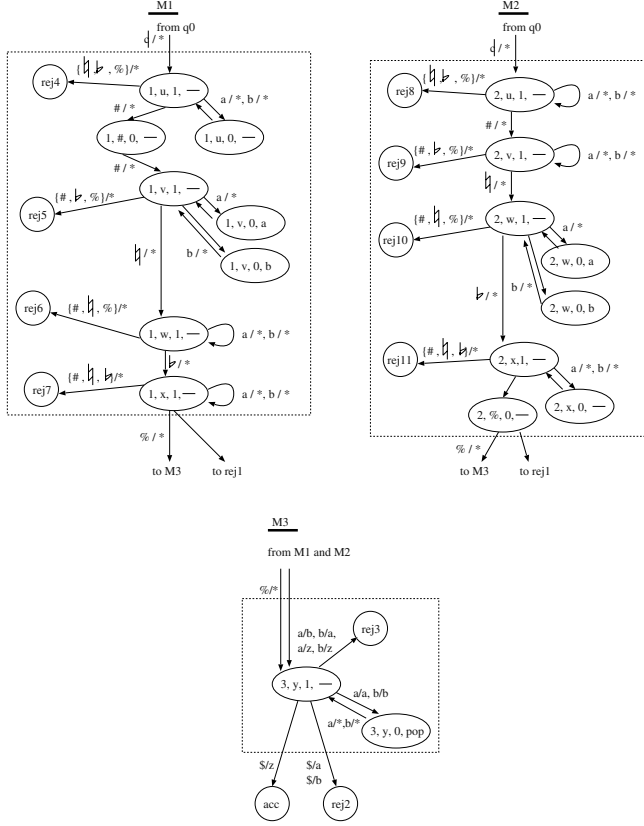 M1
from q0
¢ / *
rej4
{♮, ♭, %}/*
1, u, 1, —
a / *, b / *
# / *
1, #, 0, —
1, u, 0, —
# / *
1, v, 1, —
{#, ♭, %}/*
a / *
rej5
1, v, 0, a
♮ / *
b / *
1, v, 0, b
rej6
{#, ♮, %}/*
1, w, 1, —
a / *, b / *
♭ / *
{#, ♮, ♮}/*
rej7
1, x, 1, —
a / *, b / *
% / *
to M3
to rej1
M2
from q0
¢ / *
{♮, ♭, %}/*
rej8
2, u, 1, —
a / *, b / *
# / *
{#, ♭, %}/*
rej9
2, v, 1, —
a / *, b / *
♮ / *
{#, ♮, %}/*
2, w, 1, —
a / *
rej10
2, w, 0, a
♭ / *
b / *
2, w, 0, b
{#, ♮, ♮}/*
rej11
2, x,1, —
a / *, b / *
2, %, 0, —
2, x, 0, —
% / *
to M3
to rej1
M3
from M1 and M2
%/*
a/b, b/a,
a/z, b/z
rej3
3, y, 1, —
a/a, b/b
a/*,b/*
3, y, 0, pop
$/z
$/a
$/b
acc
rej2